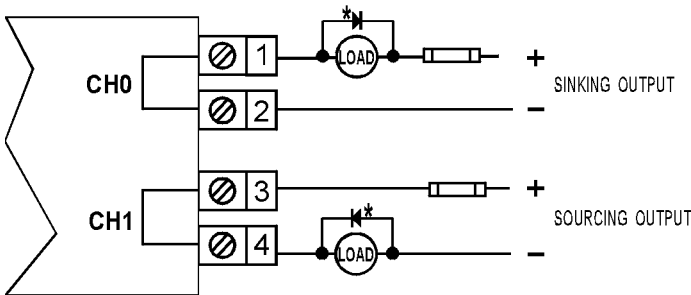 * 
1 LOAD +
CH0 SINKING OUTPUT
2 −
3 +
CH1 SOURCING OUTPUT
*
4 LOAD −